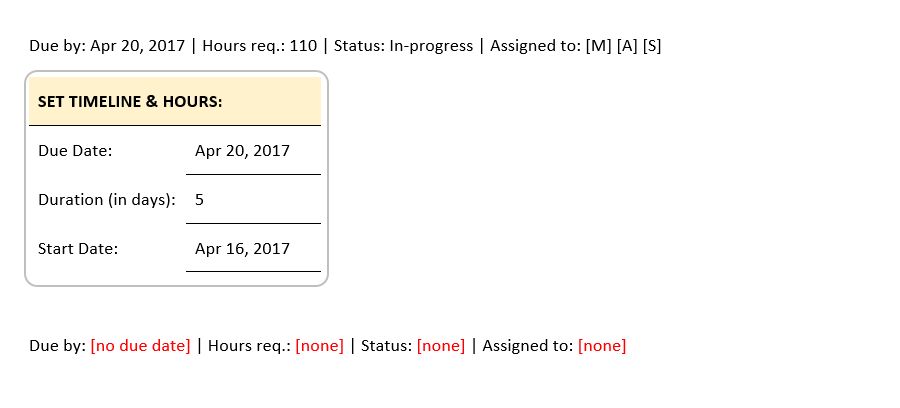 Due by: Apr 20, 2017 | Hours req.: 110 | Status: In-progress | Assigned to: [M] [A] [S]
SET TIMELINE & HOURS:
Due Date: Apr 20, 2017
Duration (in days): 5
Start Date: Apr 16, 2017
Due by: [no due date] | Hours req.: [none] | Status: [none] | Assigned to: [none]